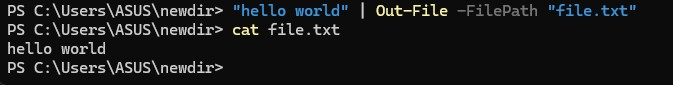 PS C:\Users\ASUS\newdir> "hello world" | Out-File -FilePath "file.txt"
PS C:\Users\ASUS\newdir> cat file.txt
hello world
PS C:\Users\ASUS\newdir>